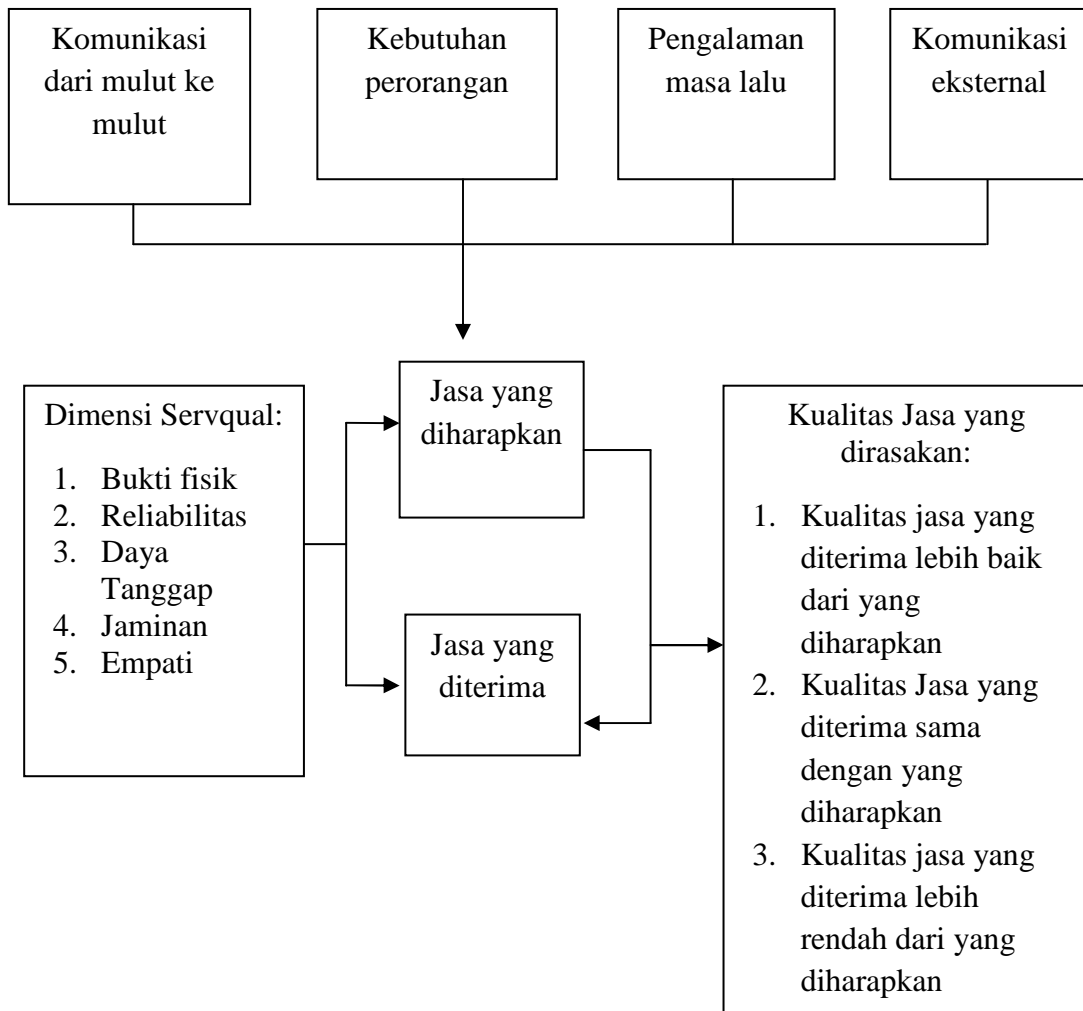 Komunikasi
dari mulut ke
mulut
Kebutuhan
perorangan
Pengalaman
masa lalu
Komunikasi
eksternal
Dimensi Servqual:
1. Bukti fisik
2. Reliabilitas
3. Daya
Tanggap
4. Jaminan
5. Empati
Jasa yang
diharapkan
Jasa yang
diterima
Kualitas Jasa yang
dirasakan:
1. Kualitas jasa yang
diterima lebih baik
dari yang
diharapkan
2. Kualitas Jasa yang
diterima sama
dengan yang
diharapkan
3. Kualitas jasa yang
diterima lebih
rendah dari yang
diharapkan